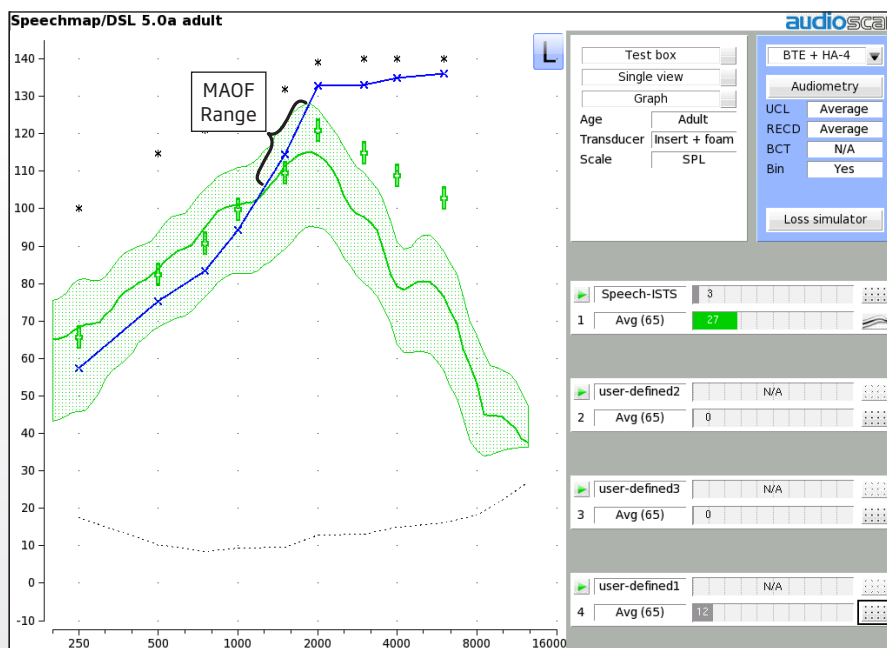 Speechmap/DSL 5.0a adult
audioscan
140
130
120
110
100
90
80
70
60
50
40
30
20
10
0
-10
250
500
1000
2000
4000
8000
16000
MAOF
Range
L
Test box
Single view
Graph
Age Adult
Transducer Insert + foam
Scale SPL
BTE + HA-4
Audiometry
UCL Average
RECD Average
BCT N/A
Bin Yes
Loss simulator
Speech-ISTS 3
1 Avg (65) 27
user-defined2 N/A
2 Avg (65) 0
user-defined3 N/A
3 Avg (65) 0
user-defined1 N/A
4 Avg (65) 12